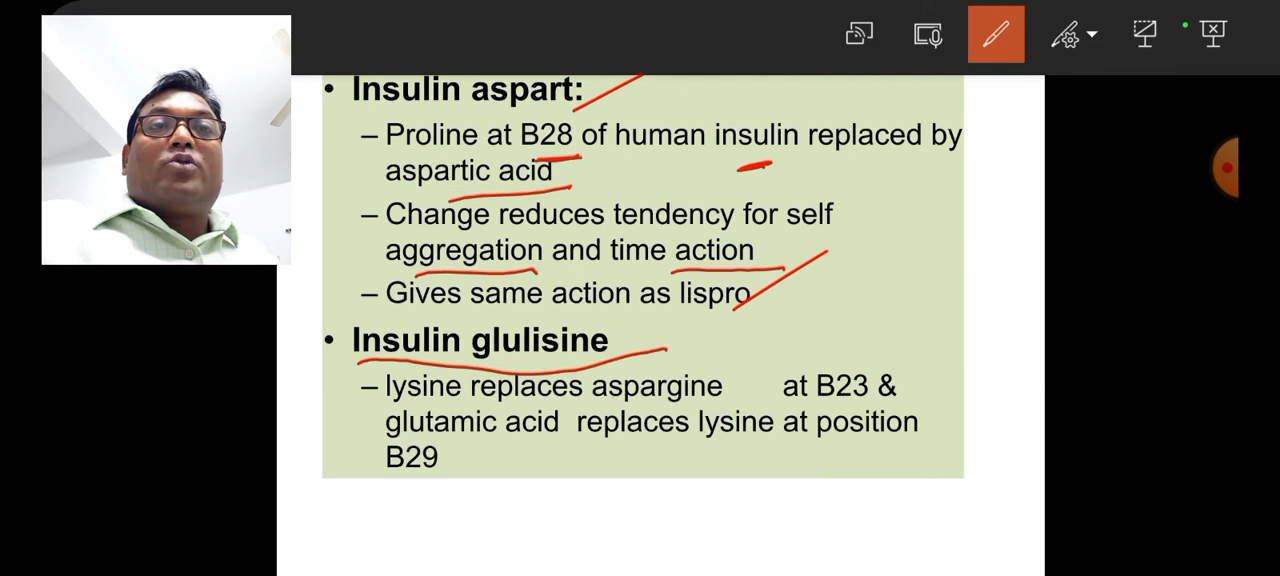 • Insulin aspart:
– Proline at B28 of human insulin replaced by
aspartic acid
– Change reduces tendency for self
aggregation and time action
– Gives same action as lispro
• Insulin glulisine
– lysine replaces aspargine at B23 &
glutamic acid replaces lysine at position
B29